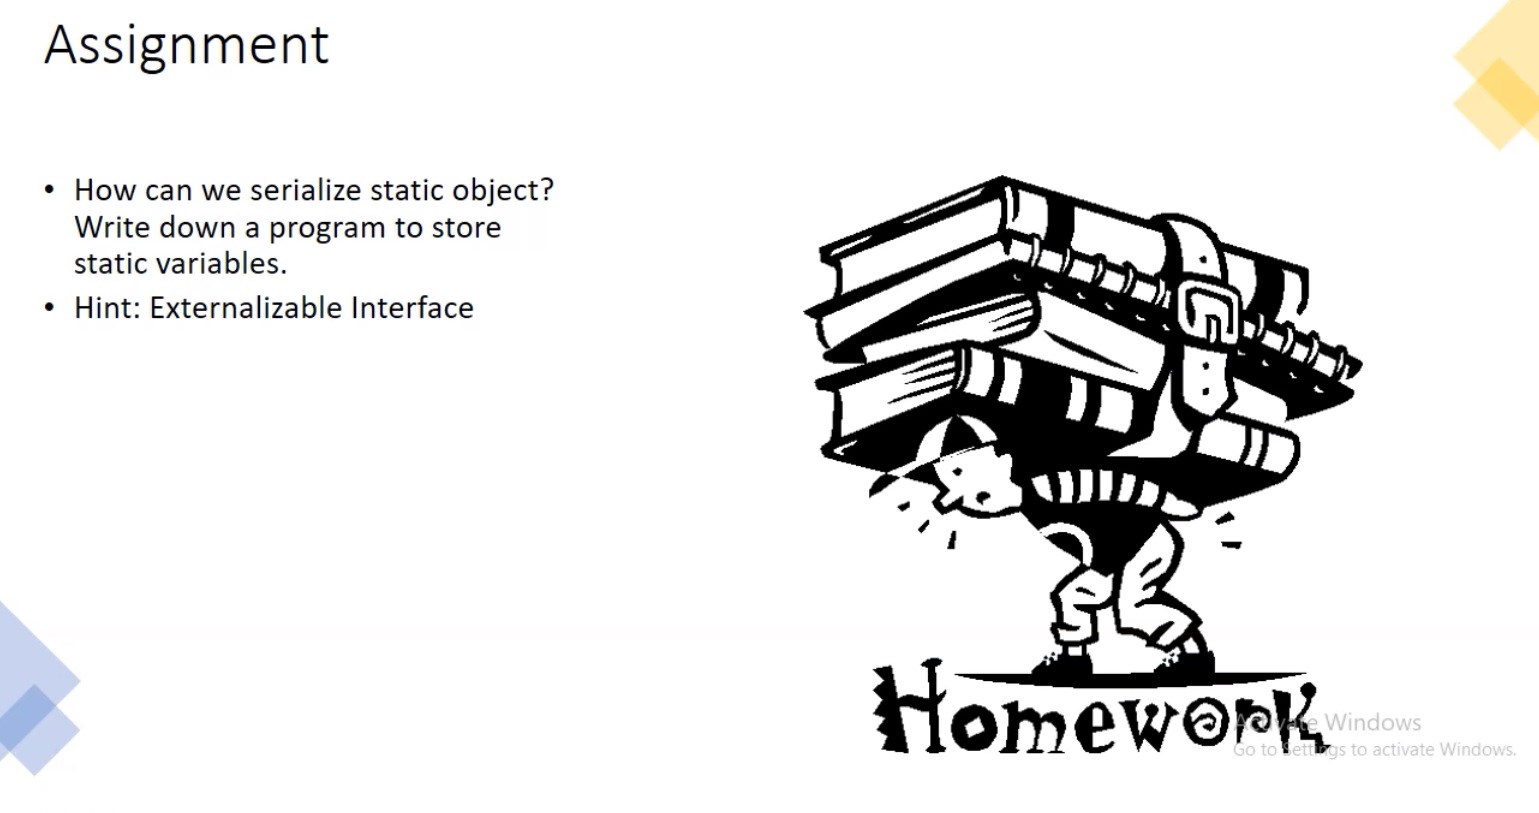 Assignment
• How can we serialize static object?
Write down a program to store
static variables.
• Hint: Externalizable Interface
Homework
Activate Windows
Go to Settings to activate Windows.